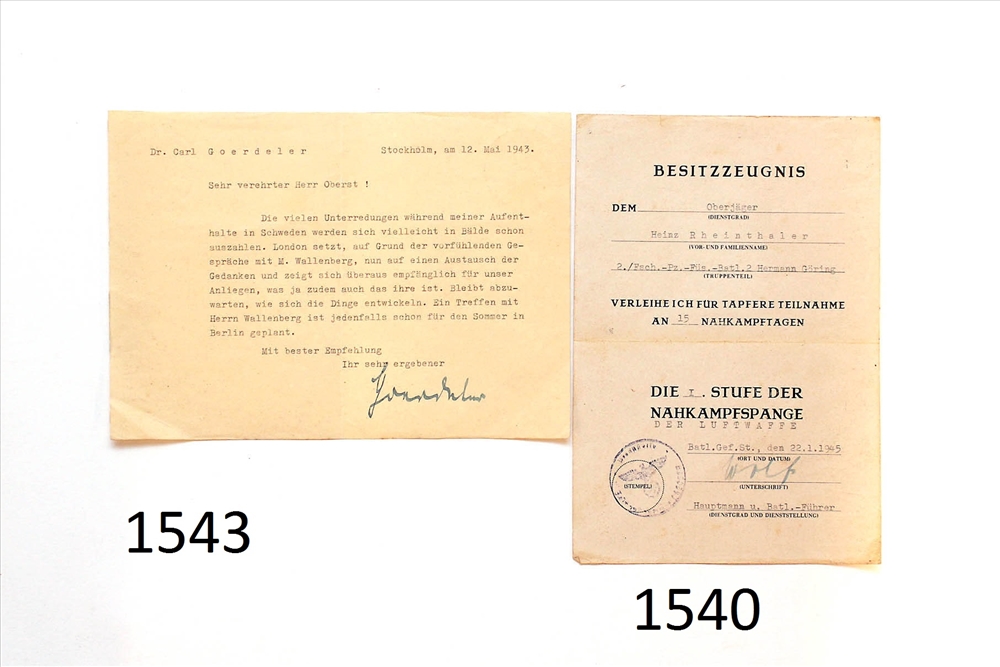 Dr. Carl Goerdeler Stockholm, am 12. Mai 1943.
Sehr verehrter Herr Oberst !
Die vielen Unterredungen während meiner Aufent-
halte in Schweden werden sich vielleicht in Bälde schon
auszahlen. London setzt, auf Grund der vorfühlenden Ge-
spräche mit M. Wallenberg, nun auf einen Austausch der
Gedanken und zeigt sich überaus empfänglich für unser
Anliegen, was ja zudem auch das ihre ist. Bleibt abzu-
warten, wie sich die Dinge entwickeln. Ein Treffen mit
Herrn Wallenberg ist jedenfalls schon für den Sommer in
Berlin geplant.
Mit bester Empfehlung
Ihr sehr ergebener
Goerdeler
1543
BESITZZEUGNIS
DEM Oberjäger
(DIENSTGRAD)
Heinz Rheinthaler
(VOR- UND FAMILIENNAME)
2./Fsch.-Pz.-Füs.-Batl.2 Hermann Göring
(TRUPPENTEIL)
VERLEIHE ICH FÜR TAPFERE TEILNAHME
AN 15 NAHKAMPFTAGEN
DIE I. STUFE DER
NAHKAMPFSPANGE
DER LUFTWAFFE
Batl.Gef.St., den 22.1.1945
(ORT UND DATUM)
Wolf
(STEMPEL)
(UNTERSCHRIFT)
Hauptmann u. Batl.-Führer
(DIENSTGRAD UND DIENSTSTELLUNG)
1540